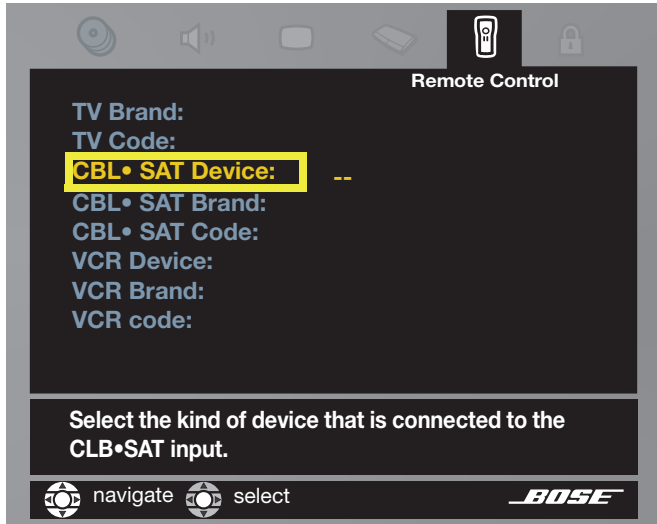 Remote Control
TV Brand:
TV Code:
CBL• SAT Device: --
CBL• SAT Brand:
CBL• SAT Code:
VCR Device:
VCR Brand:
VCR code:
Select the kind of device that is connected to the
CLB•SAT input.
navigate select BOSE